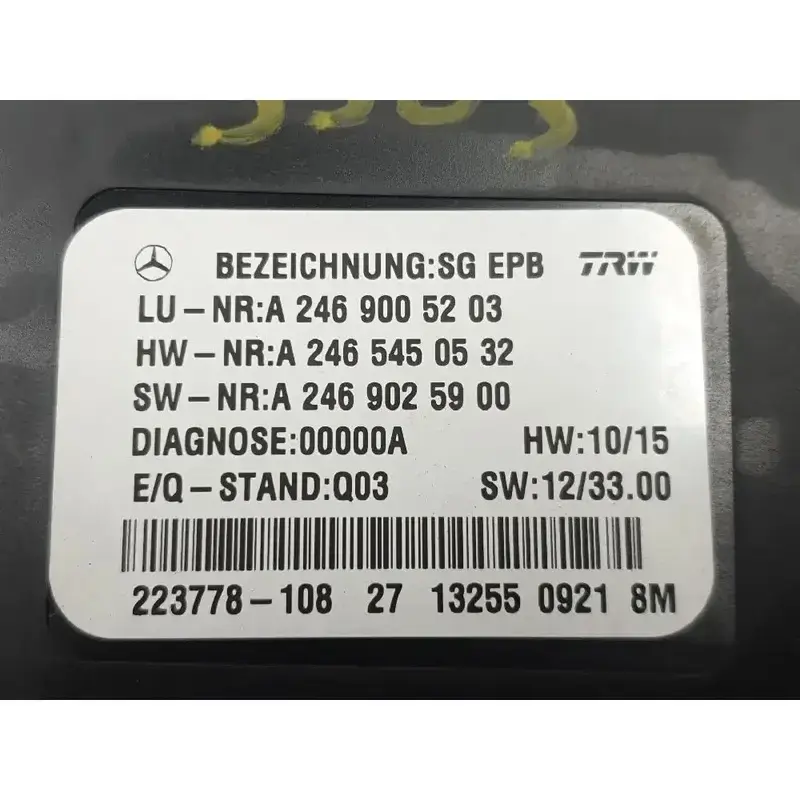 BEZEICHNUNG:SG EPB TRW
LU-NR:A 246 900 52 03
HW-NR:A 246 545 05 32
SW-NR:A 246 902 59 00
DIAGNOSE:00000A HW:10/15
E/Q-STAND:Q03 SW:12/33.00
223778-108 27 13255 0921 8M